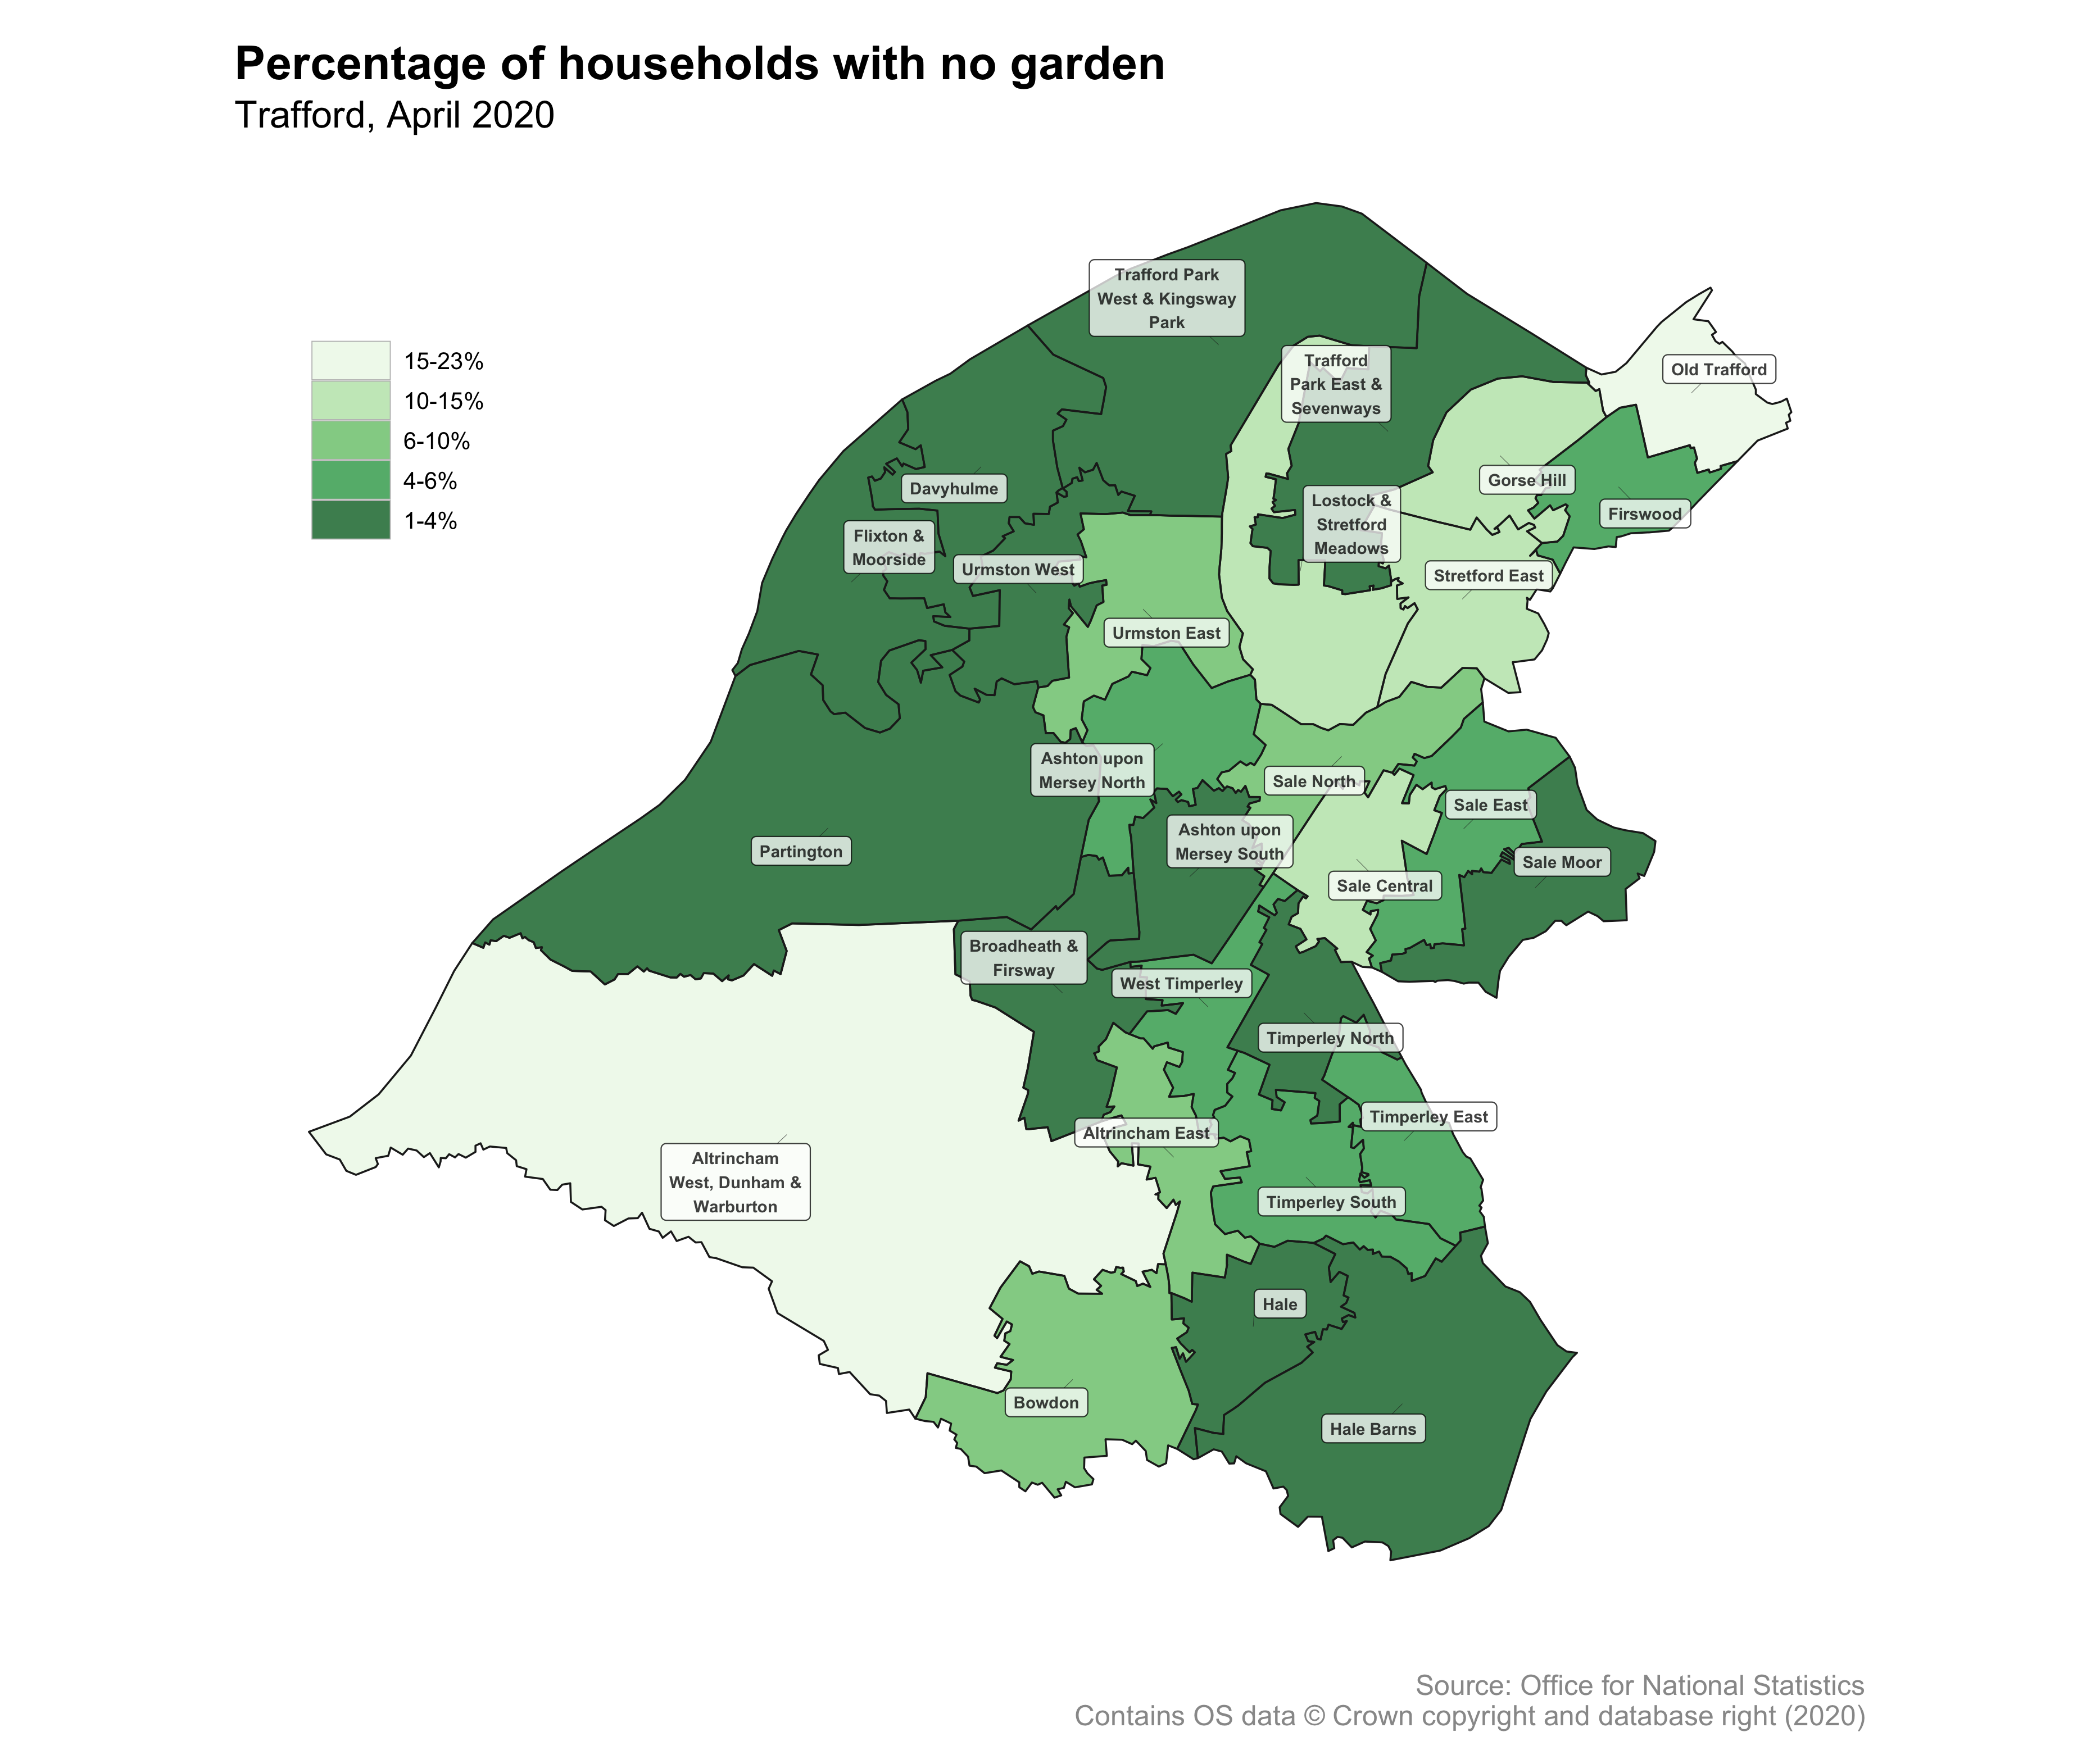 Percentage of households with no garden
Trafford, April 2020
15-23%
10-15%
6-10%
4-6%
1-4%
Trafford Park
West & Kingsway
Park
Trafford
Park East &
Sevenways
Old Trafford
Davyhulme
Gorse Hill
Firswood
Flixton &
Moorside
Lostock &
Stretford
Meadows
Urmston West
Stretford East
Urmston East
Ashton upon
Mersey North
Sale North
Sale East
Partington
Ashton upon
Mersey South
Sale Moor
Sale Central
Broadheath &
Firsway
West Timperley
Timperley North
Timperley East
Altrincham East
Altrincham
West, Dunham &
Warburton
Timperley South
Hale
Bowdon
Hale Barns
Source: Office for National Statistics
Contains OS data © Crown copyright and database right (2020)